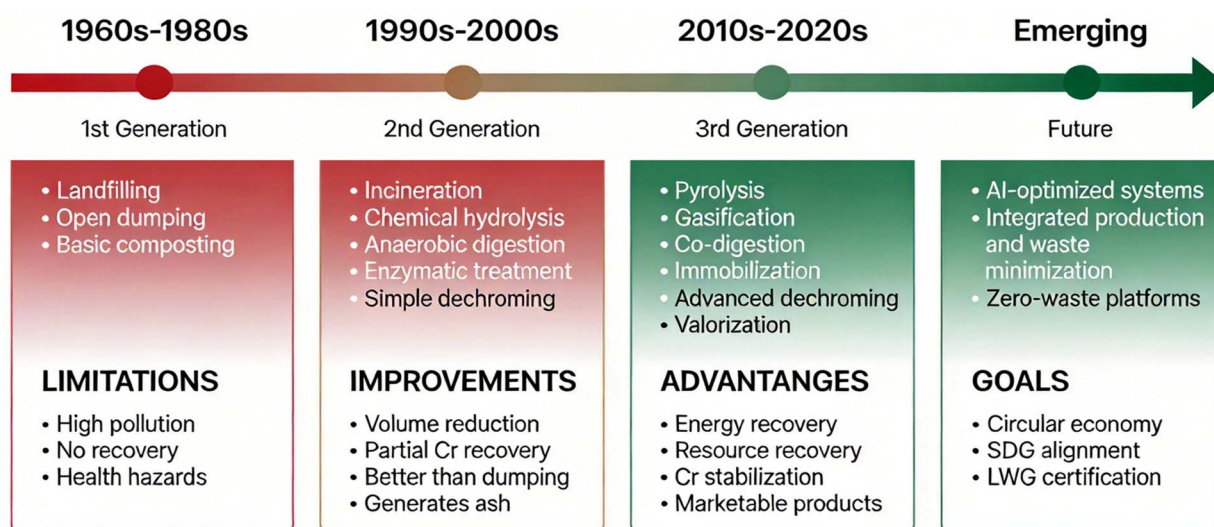 1960s-1980s
1990s-2000s
2010s-2020s
Emerging
1st Generation
2nd Generation
3rd Generation
Future
• Landfilling
• Open dumping
• Basic composting
LIMITATIONS
• High pollution
• No recovery
• Health hazards
• Incineration
• Chemical hydrolysis
• Anaerobic digestion
• Enzymatic treatment
• Simple dechroming
IMPROVEMENTS
• Volume reduction
• Partial Cr recovery
• Better than dumping
• Generates ash
• Pyrolysis
• Gasification
• Co-digestion
• Immobilization
• Advanced dechroming
• Valorization
ADVANTANGES
• Energy recovery
• Resource recovery
• Cr stabilization
• Marketable products
• AI-optimized systems
• Integrated production
and waste
minimization
• Zero-waste platforms
GOALS
• Circular economy
• SDG alignment
• LWG certification